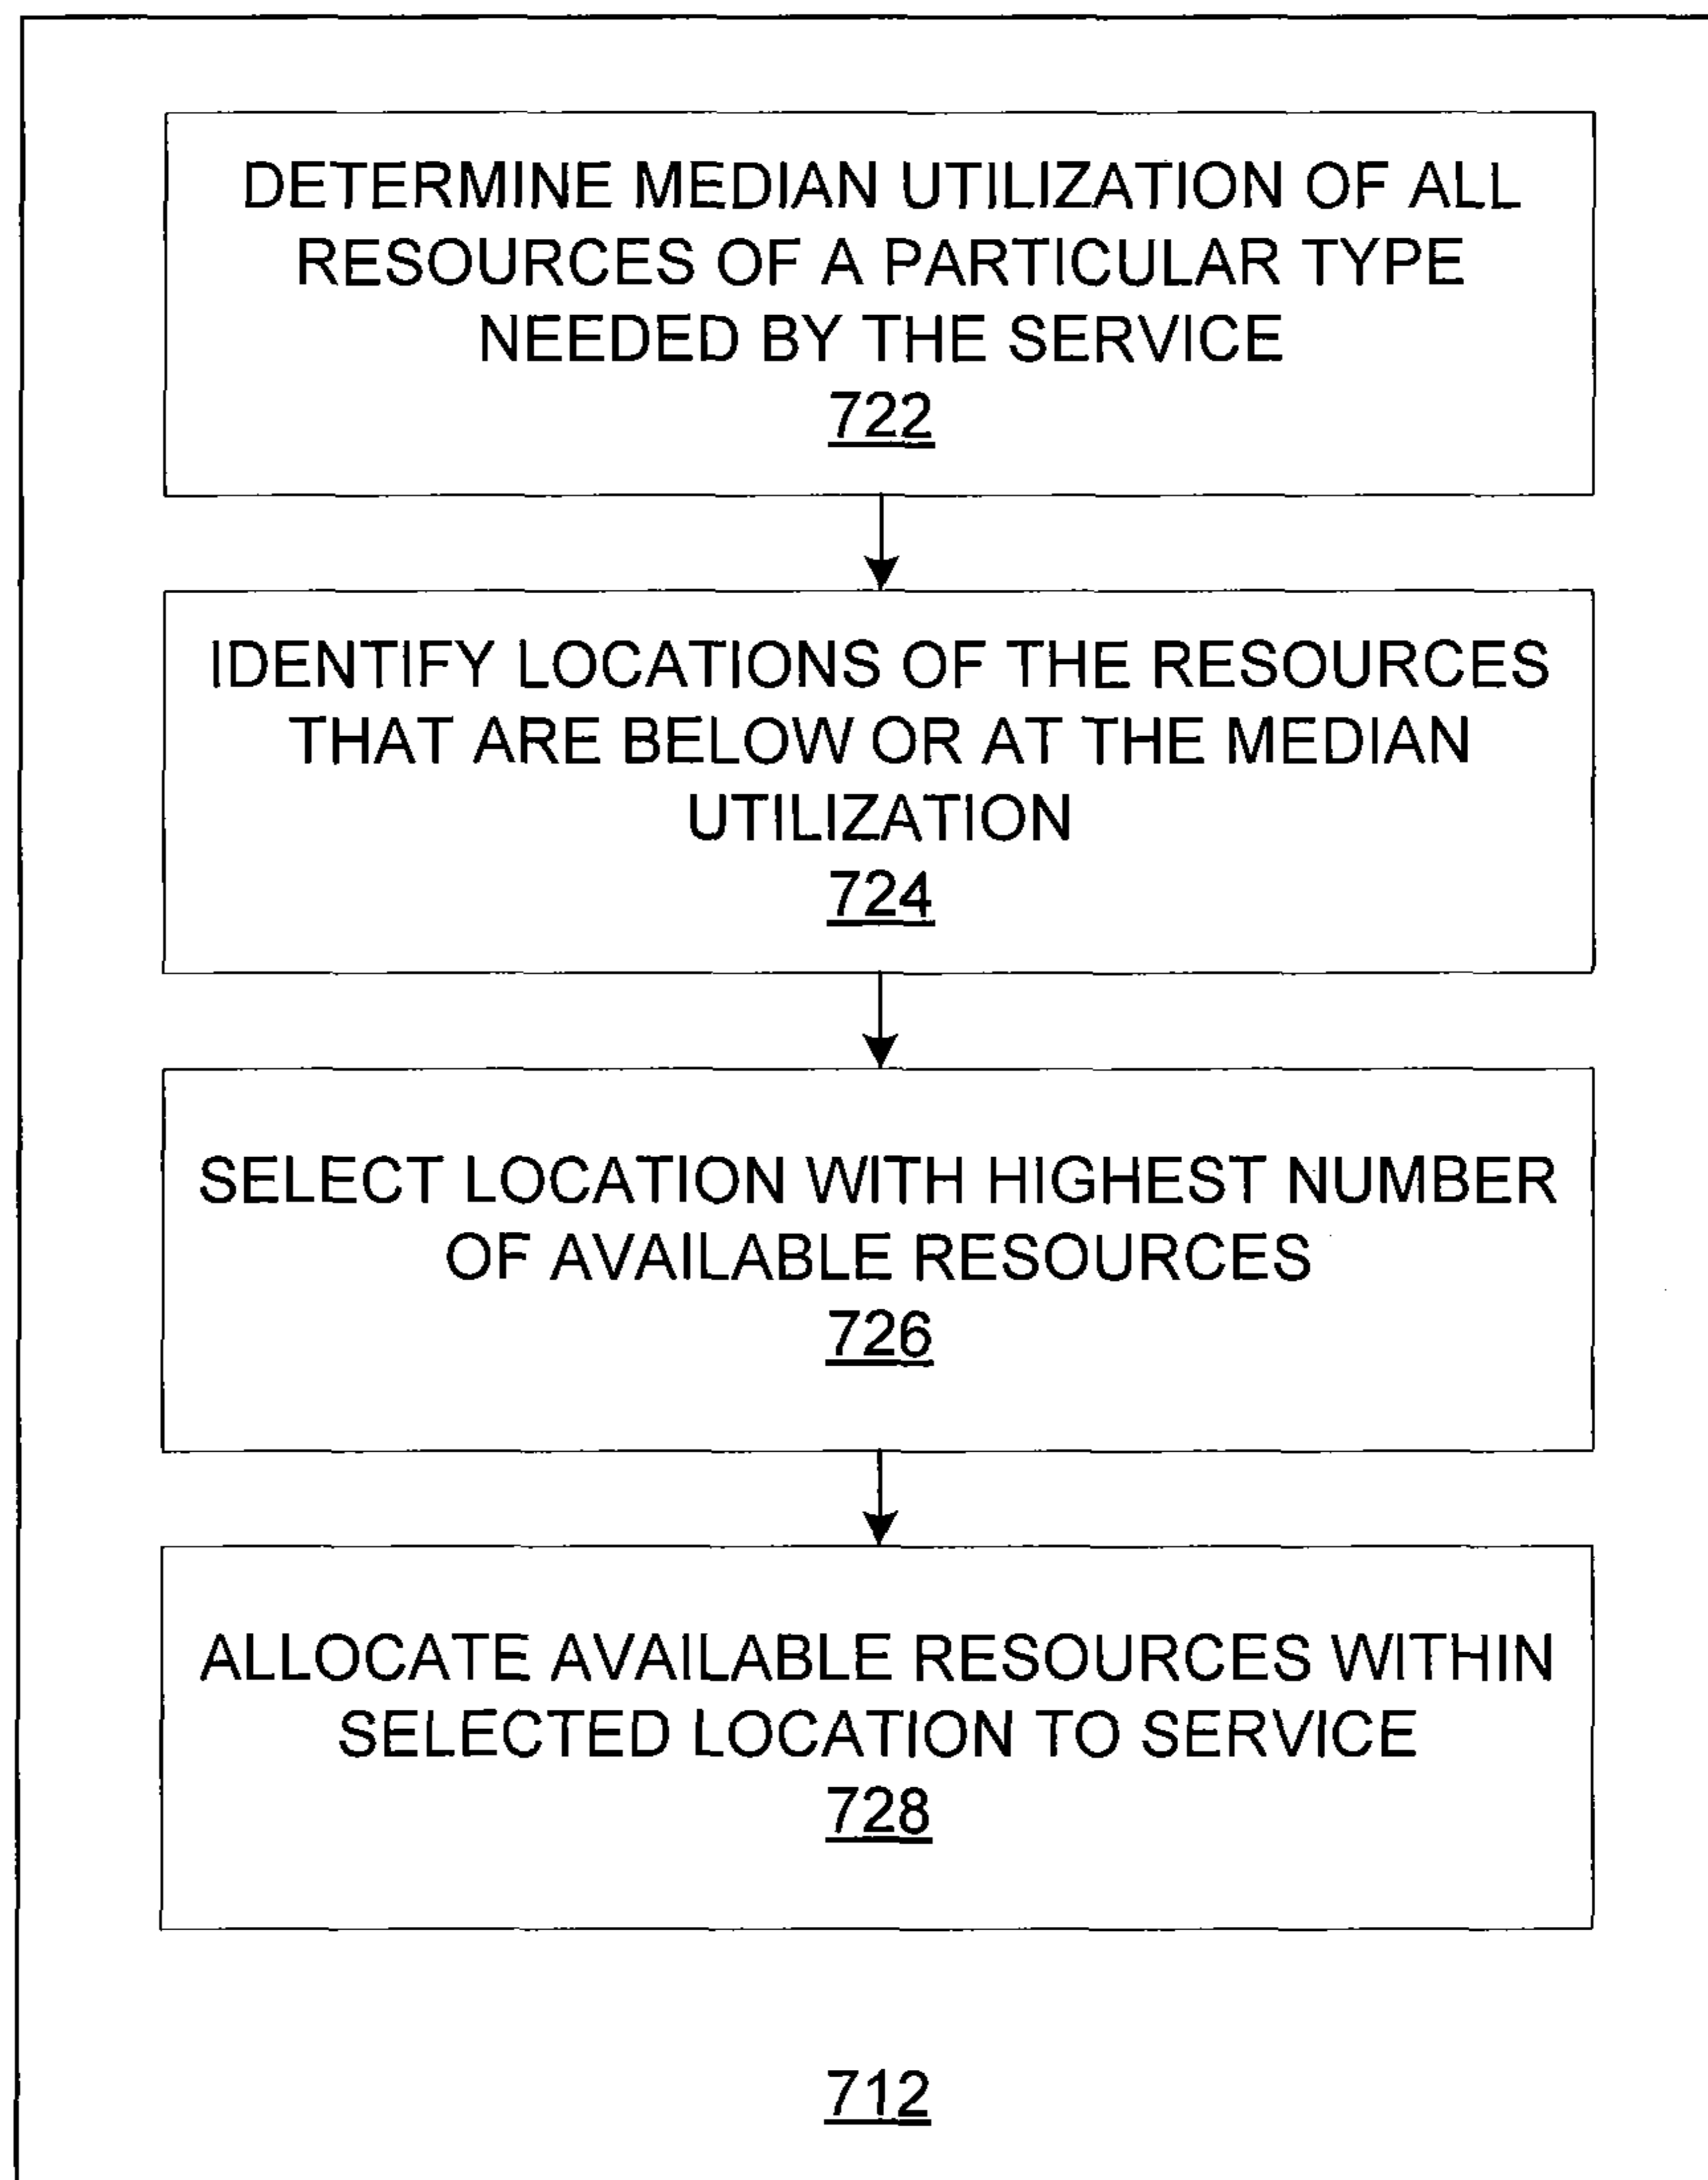 DETERMINE MEDIAN UTILIZATION OF ALL
RESOURCES OF A PARTICULAR TYPE
NEEDED BY THE SERVICE
722
IDENTIFY LOCATIONS OF THE RESOURCES
THAT ARE BELOW OR AT THE MEDIAN
UTILIZATION
724
SELECT LOCATION WITH HIGHEST NUMBER
OF AVAILABLE RESOURCES
726
ALLOCATE AVAILABLE RESOURCES WITHIN
SELECTED LOCATION TO SERVICE
728
712